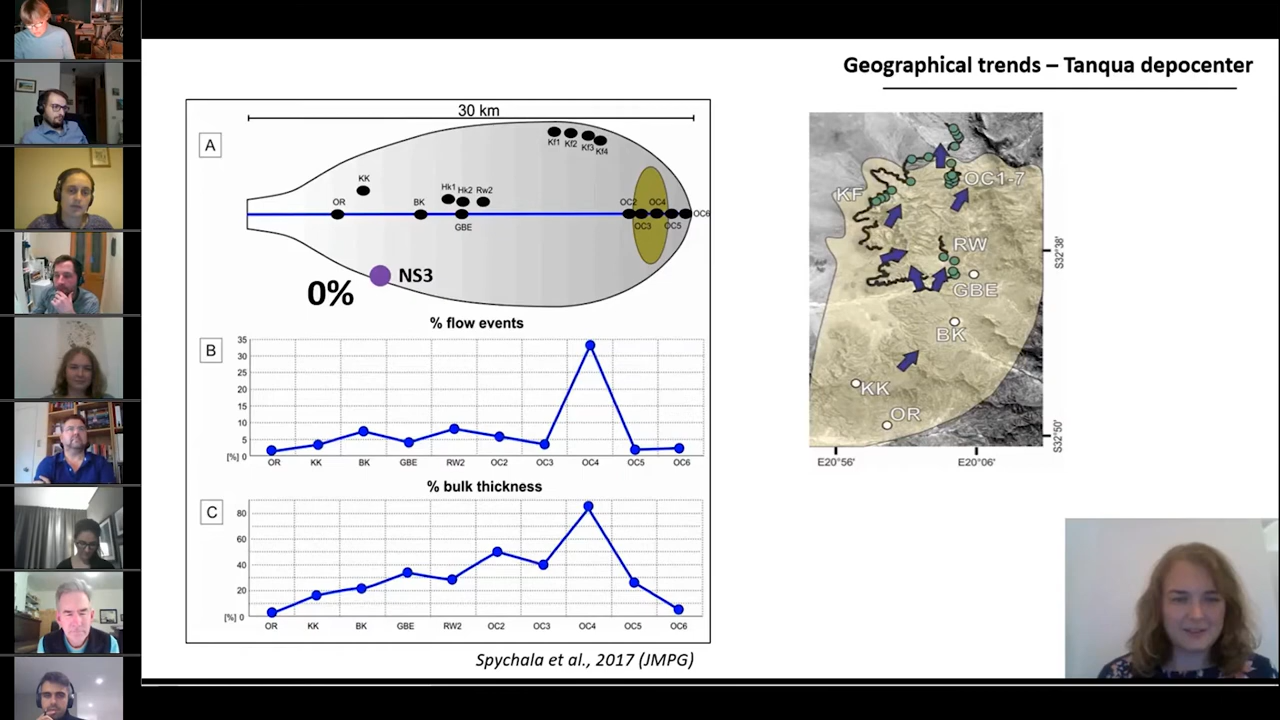 Geographical trends – Tanqua depocenter
30 km
A
Kf1 Kf2 Kf3 Kf4
KK
Hk1 Hk2 Rw2
OR BK OC2 OC4
GBE OC3 OC5 OC6
NS3
0%
% flow events
B
35
30
25
20
15
10
5
[%] 0
OR KK BK GBE RW2 OC2 OC3 OC4 OC5 OC6
% bulk thickness
C
80
60
40
20
[%] 0
OR KK BK GBE RW2 OC2 OC3 OC4 OC5 OC6
Spychala et al., 2017 (JMPG)
KF
OC1-7
RW
GBE
BK
KK
OR
S32°38'
S32°50'
E20°56' E20°06'